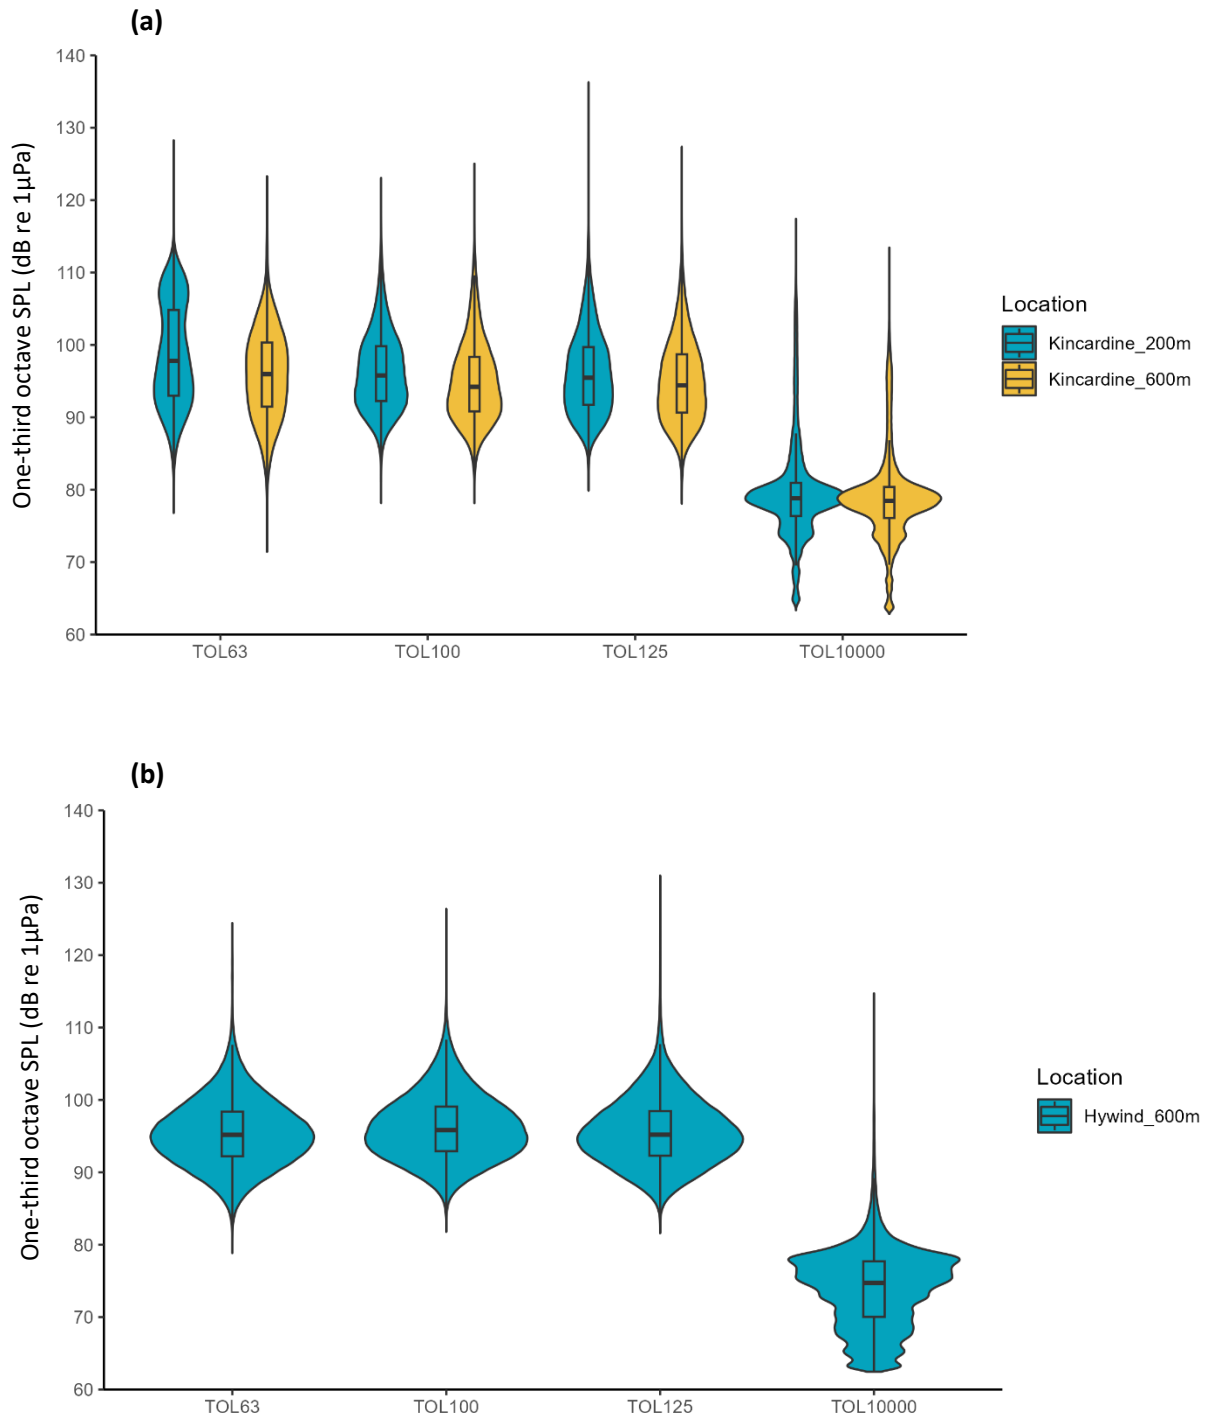 (a)
One-third octave SPL (dB re 1µPa)
140
130
120
110
100
90
80
70
60
TOL63 TOL100 TOL125 TOL10000
Location
Kincardine_200m
Kincardine_600m
(b)
One-third octave SPL (dB re 1µPa)
140
130
120
110
100
90
80
70
60
TOL63 TOL100 TOL125 TOL10000
Location
Hywind_600m